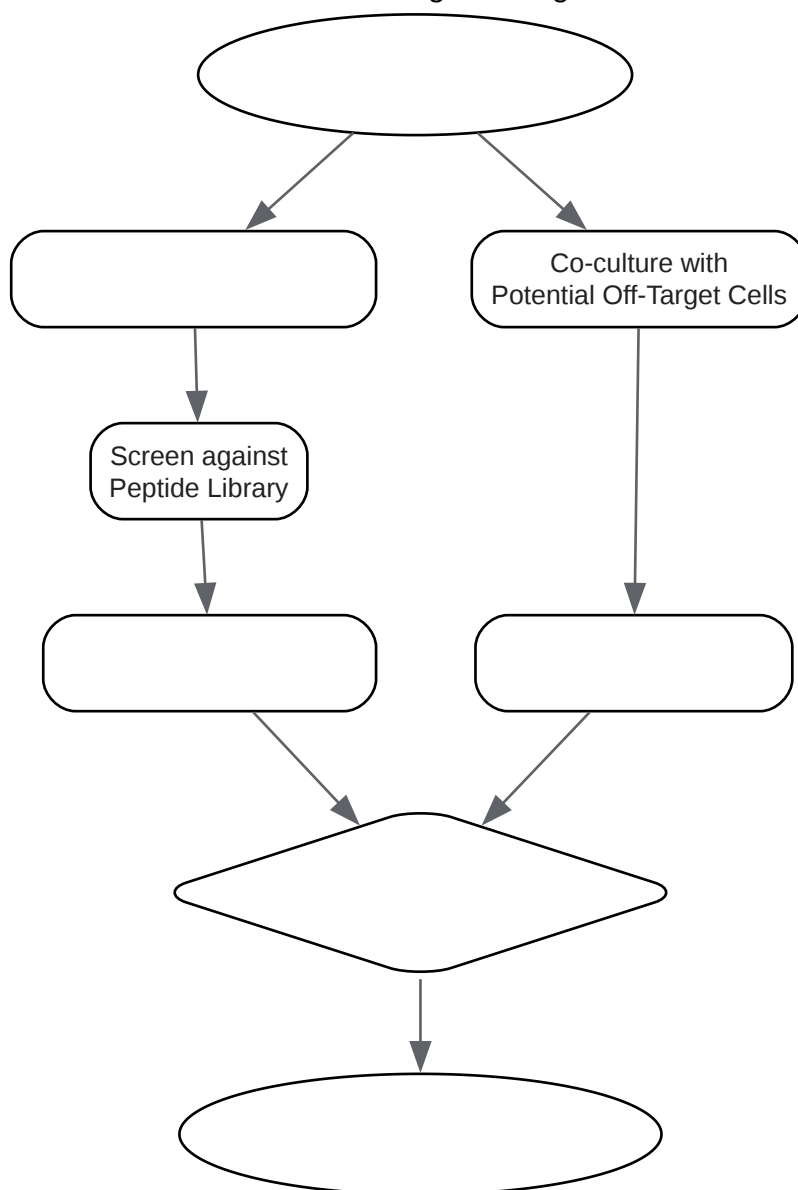 Co-culture with
Potential Off-Target Cells
Screen against
Peptide Library